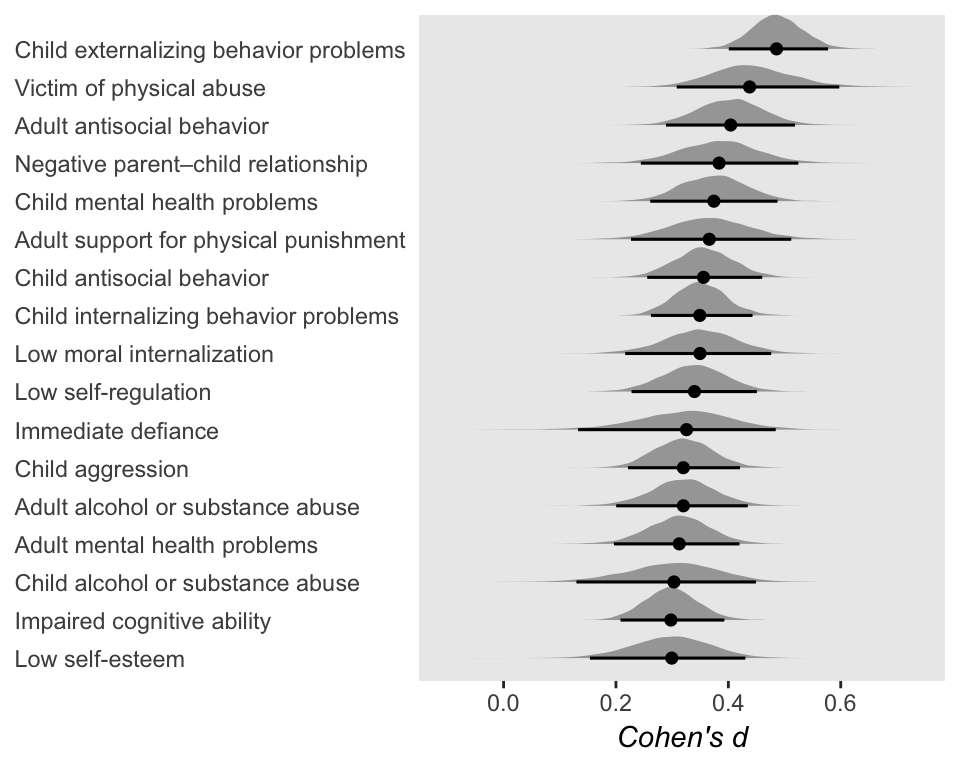 Child externalizing behavior problems
Victim of physical abuse
Adult antisocial behavior
Negative parent–child relationship
Child mental health problems
Adult support for physical punishment
Child antisocial behavior
Child internalizing behavior problems
Low moral internalization
Low self-regulation
Immediate defiance
Child aggression
Adult alcohol or substance abuse
Adult mental health problems
Child alcohol or substance abuse
Impaired cognitive ability
Low self-esteem
0.0 0.2 0.4 0.6
Cohen's d